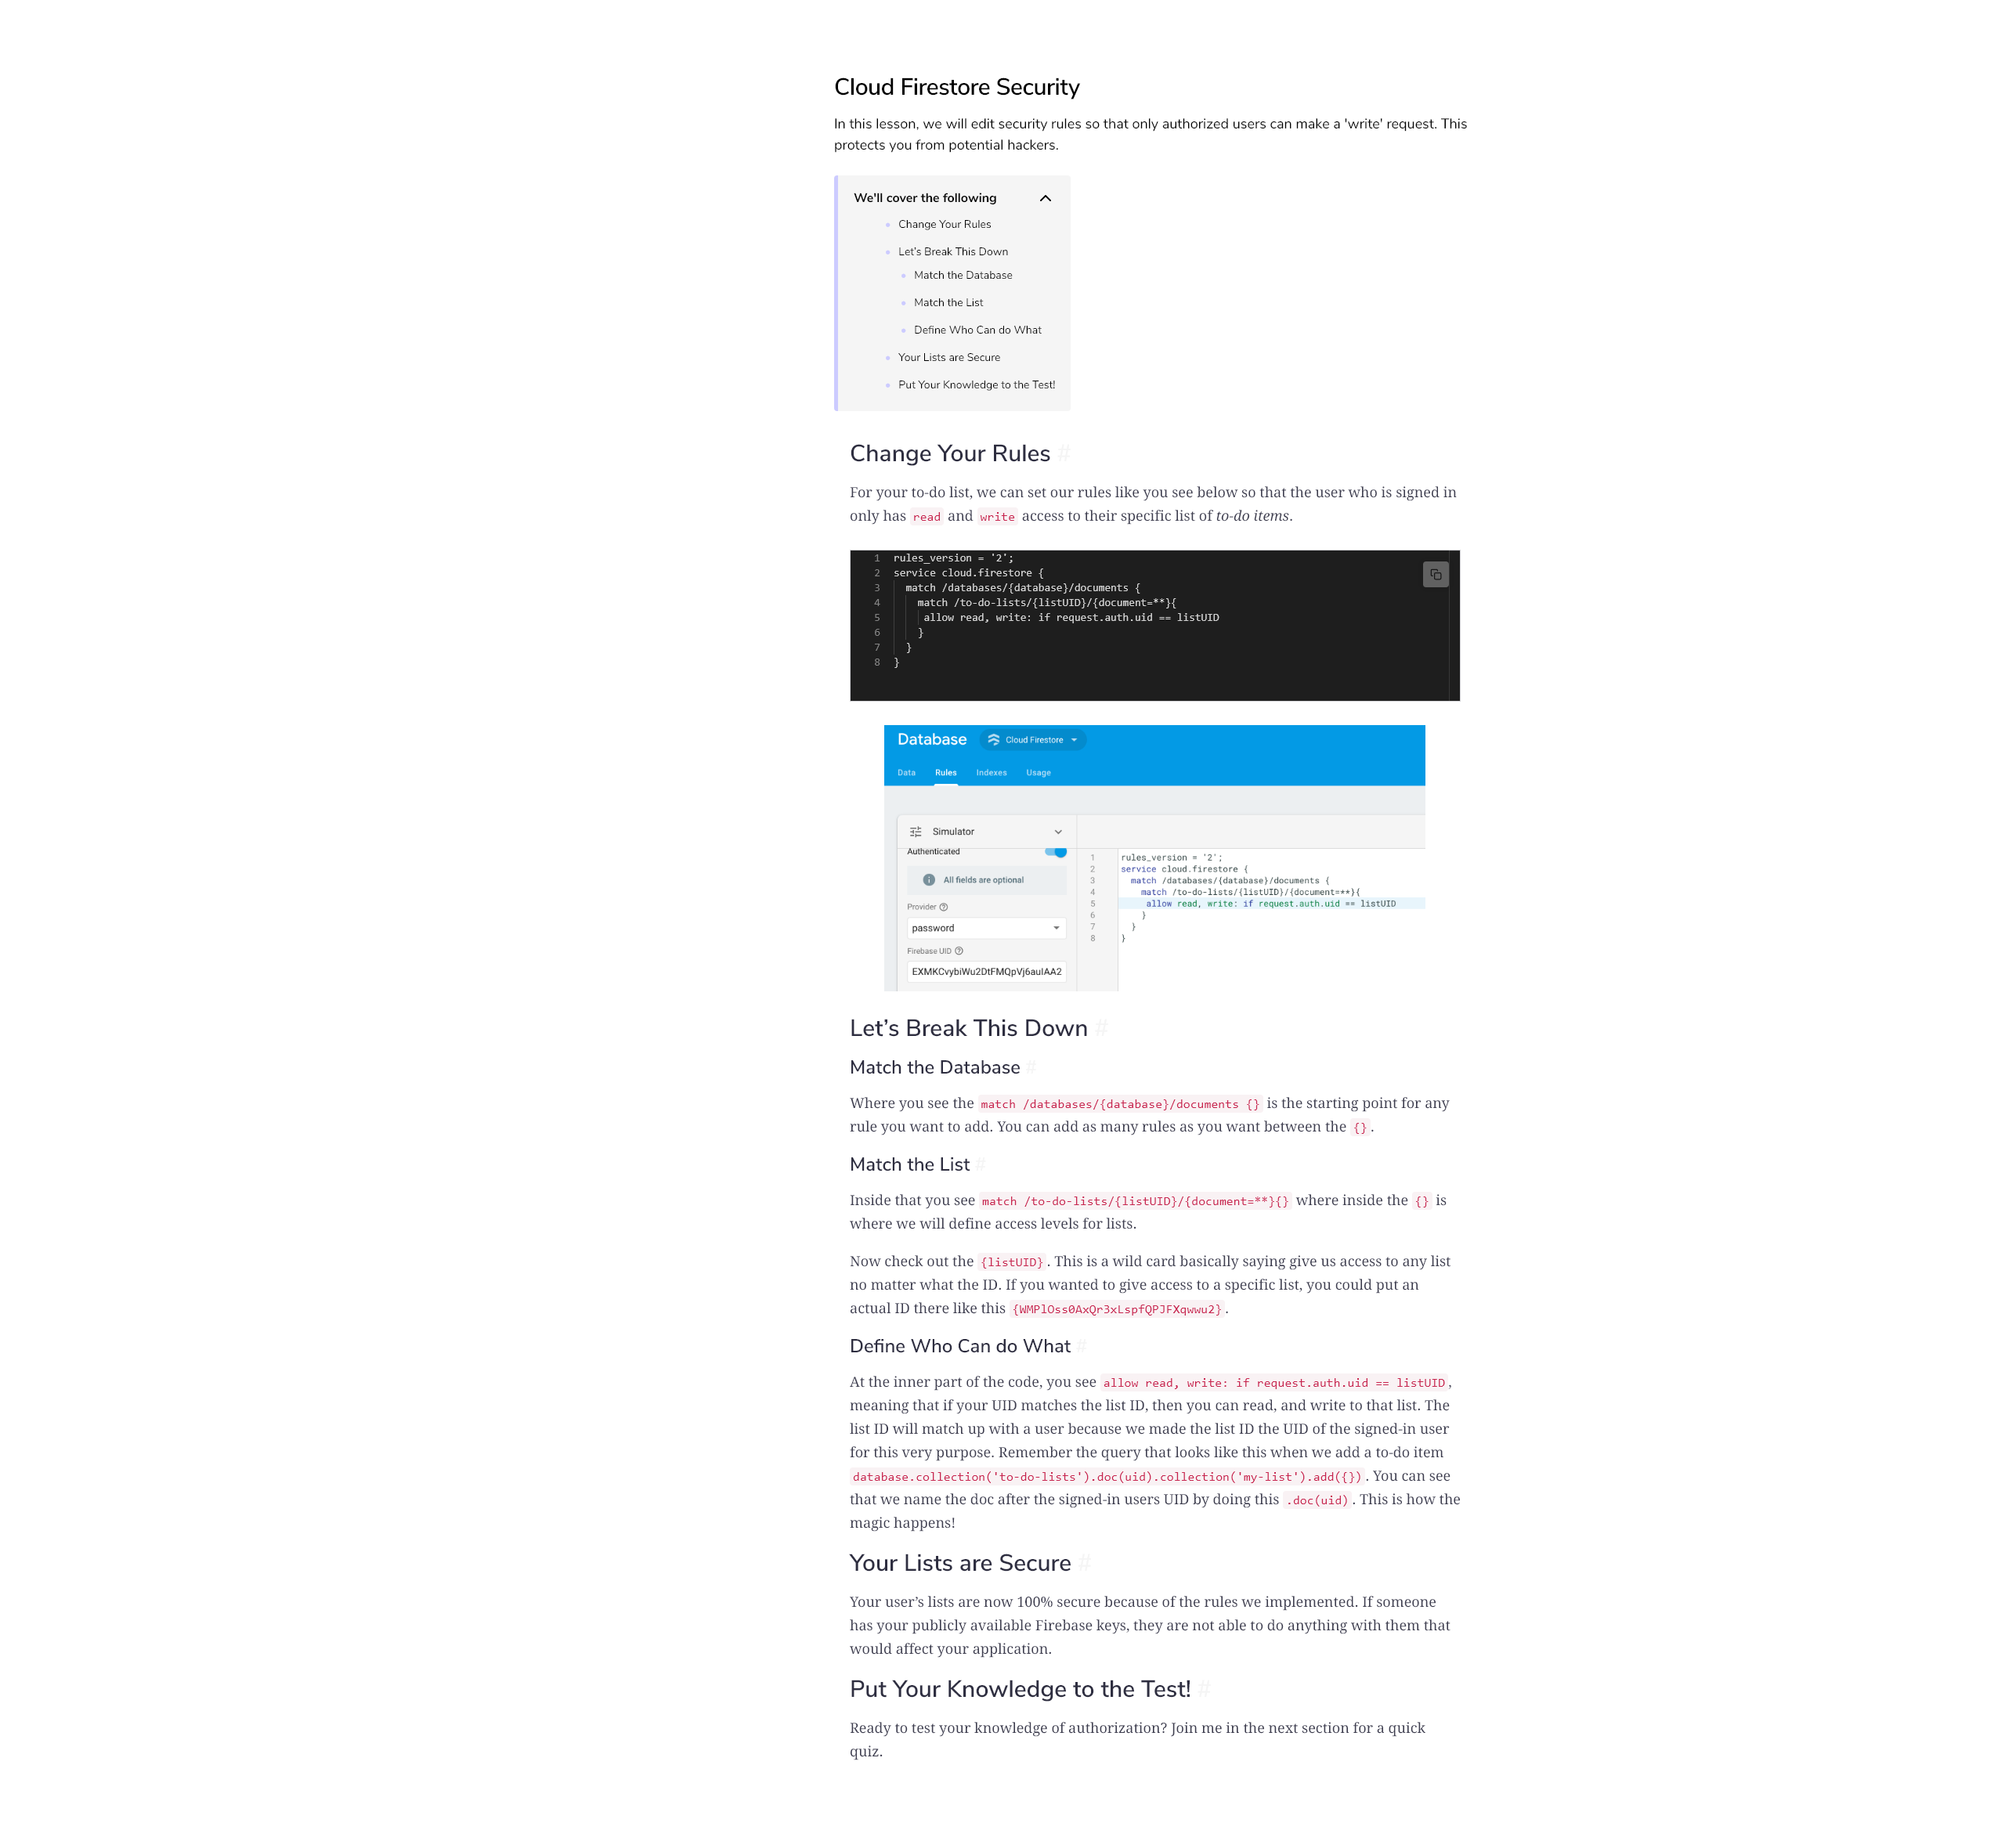 Cloud Firestore Security
In this lesson, we will edit security rules so that only authorized users can make a 'write' request. This
protects you from potential hackers.
We'll cover the following
Change Your Rules
Let's Break This Down
Match the Database
Match the List
Define Who Can do What
Your Lists are Secure
Put Your Knowledge to the Test!
Change Your Rules #
For your to-do list, we can set our rules like you see below so that the user who is signed in
only has read and write access to their specific list of to-do items.
1 rules_version = '2';
2 service cloud.firestore {
3 match /databases/{database}/documents {
4 match /to-do-lists/{listUID}/{document=**}{
5 allow read, write: if request.auth.uid == listUID
6 }
7 }
8 }
Database Cloud Firestore
Data Rules Indexes Usage
Simulator
Authenticated
All fields are optional
Provider
password
Firebase UID
EXMKCvybiWu2DtFMQpVj6auIAA2
1 rules_version = '2';
2 service cloud.firestore {
3 match /databases/{database}/documents {
4 match /to-do-lists/{listUID}/{document=**}{
5 allow read, write: if request.auth.uid == listUID
6 }
7 }
8 }
Let’s Break This Down #
Match the Database #
Where you see the match /databases/{database}/documents {} is the starting point for any
rule you want to add. You can add as many rules as you want between the {}.
Match the List #
Inside that you see match /to-do-lists/{listUID}/{document=**}{} where inside the {} is
where we will define access levels for lists.
Now check out the {listUID}. This is a wild card basically saying give us access to any list
no matter what the ID. If you wanted to give access to a specific list, you could put an
actual ID there like this {WMPlOss0AxQr3xLspfQPJFXqwwu2}.
Define Who Can do What #
At the inner part of the code, you see allow read, write: if request.auth.uid == listUID,
meaning that if your UID matches the list ID, then you can read, and write to that list. The
list ID will match up with a user because we made the list ID the UID of the signed-in user
for this very purpose. Remember the query that looks like this when we add a to-do item
database.collection('to-do-lists').doc(uid).collection('my-list').add({}). You can see
that we name the doc after the signed-in users UID by doing this .doc(uid). This is how the
magic happens!
Your Lists are Secure #
Your user’s lists are now 100% secure because of the rules we implemented. If someone
has your publicly available Firebase keys, they are not able to do anything with them that
would affect your application.
Put Your Knowledge to the Test! #
Ready to test your knowledge of authorization? Join me in the next section for a quick
quiz.